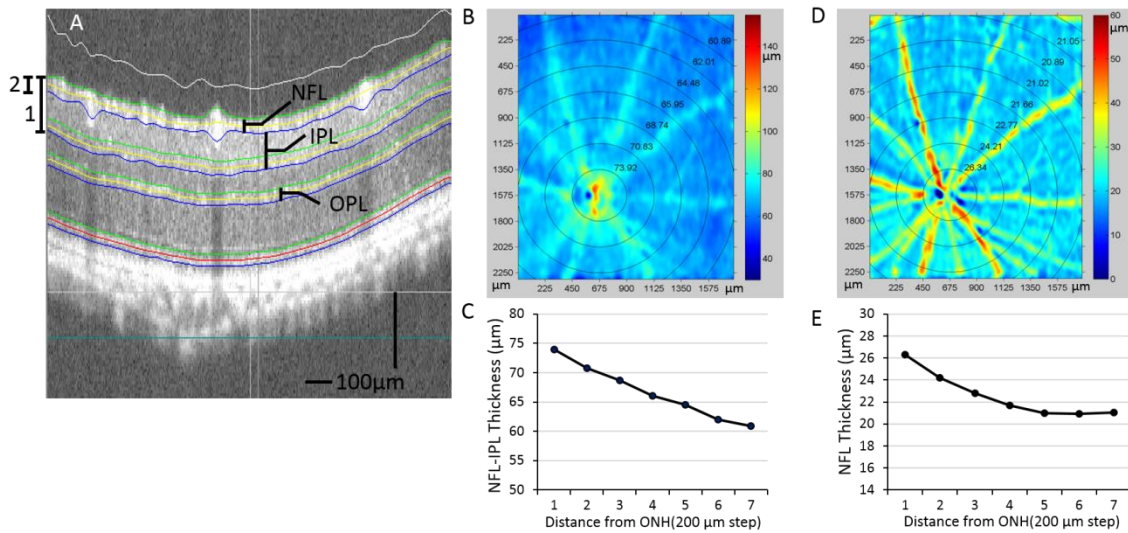 A
2
1
NFL
IPL
OPL
100µm
B
225
450
675
900
1125
1350
1575
1800
2025
2250
µm
225 450 675 900 1125 1350 1575
µm
60.89
62.01
64.46
65.95
68.74
70.83
73.92
140
120
100
80
60
40
µm
D
225
450
675
900
1125
1350
1575
1800
2025
2250
µm
225 450 675 900 1125 1350 1575
µm
21.05
20.89
21.02
21.66
22.77
24.21
26.34
60
µm
50
40
30
20
10
0
C
NFL-IPL Thickness (µm)
80
75
70
65
60
55
50
1 2 3 4 5 6 7
Distance from ONH(200 µm step)
E
NFL Thickness (µm)
30
28
26
24
22
20
18
16
14
1 2 3 4 5 6 7
Distance from ONH(200 µm step)